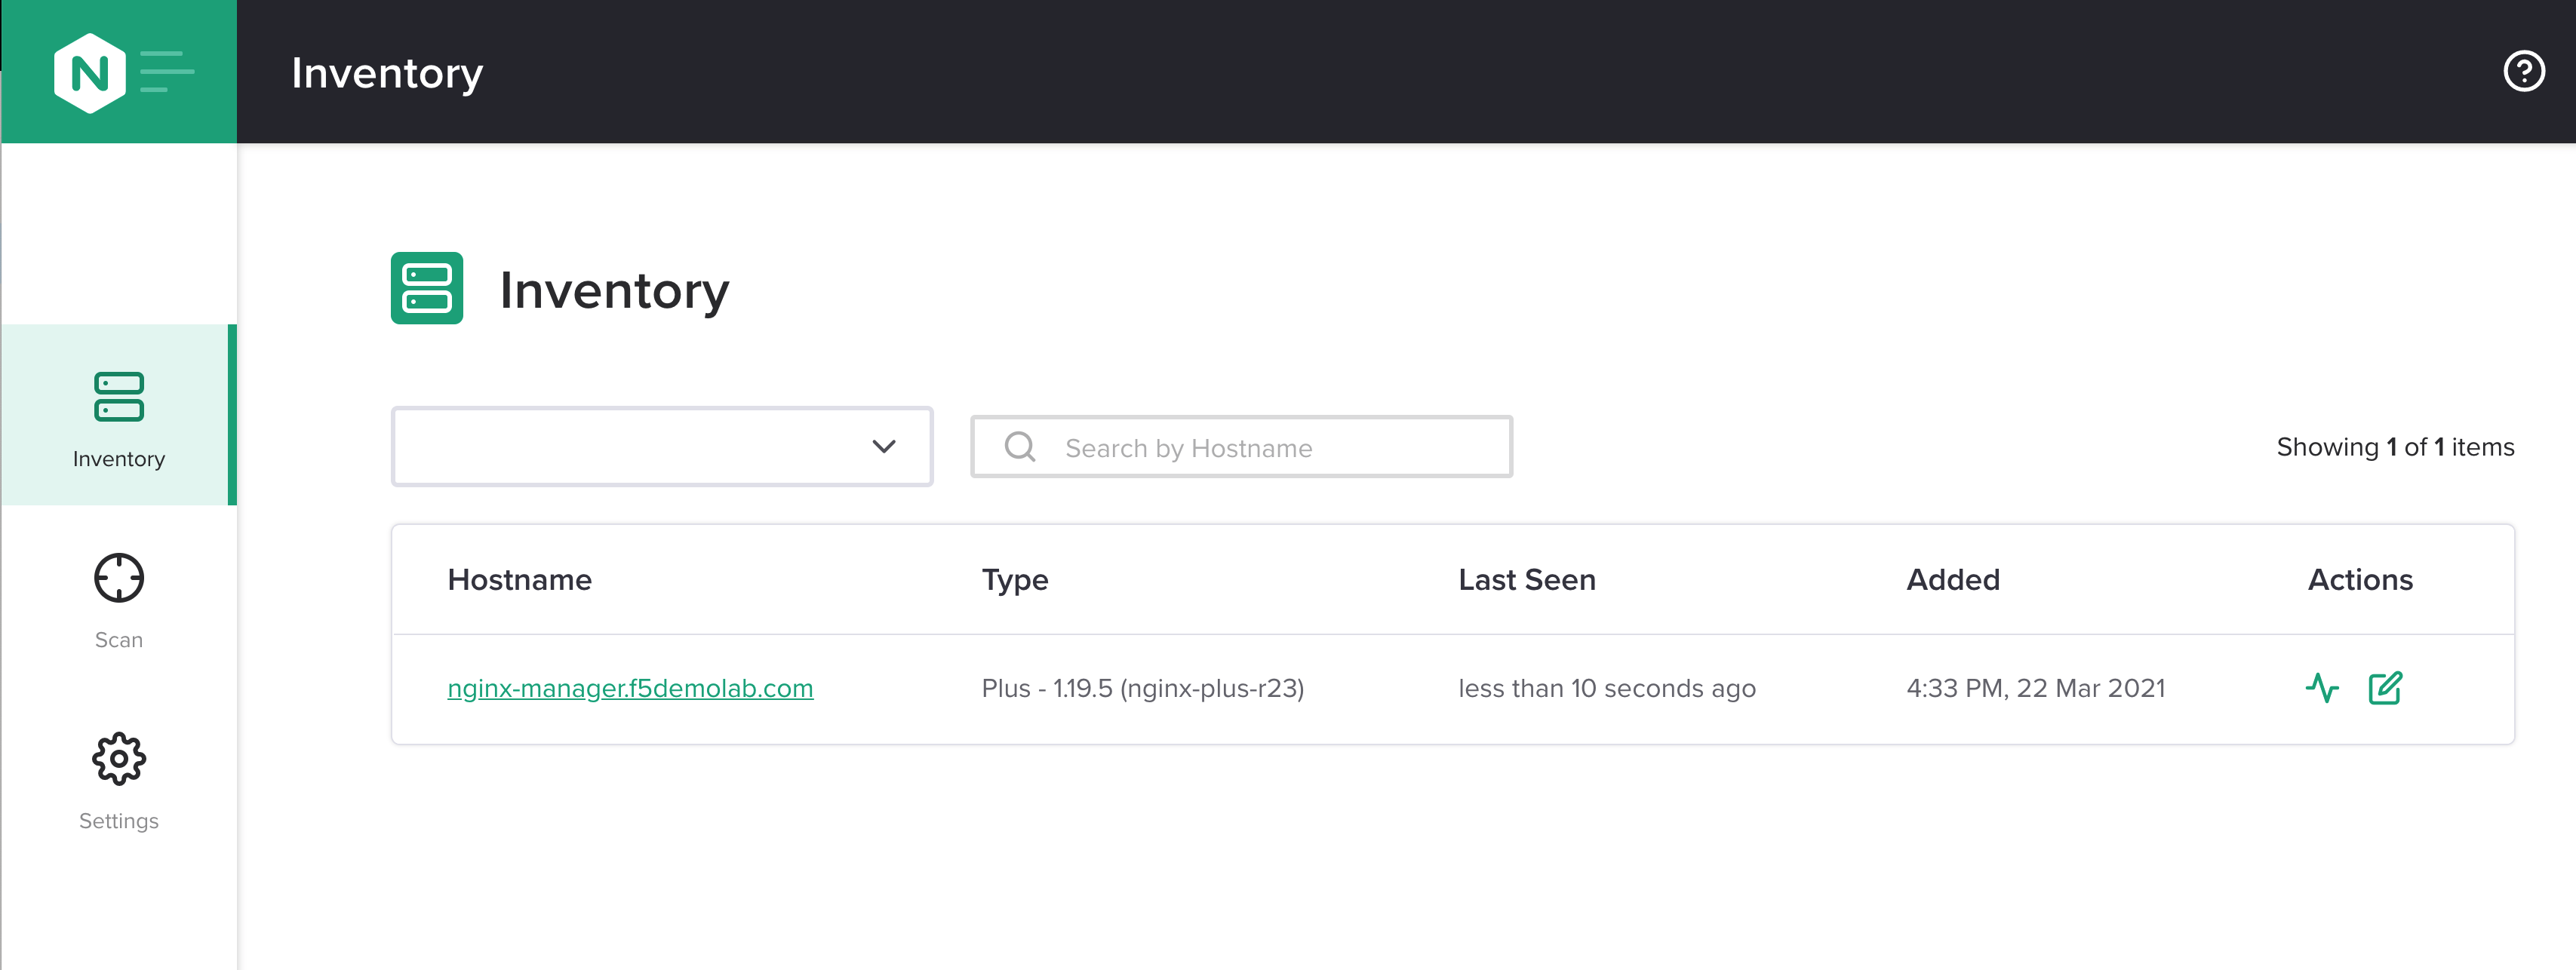 N
Inventory
Inventory
Inventory
Scan
Settings
Search by Hostname
Showing 1 of 1 items
Hostname Type Last Seen Added Actions
nginx-manager.f5demolab.com Plus - 1.19.5 (nginx-plus-r23) less than 10 seconds ago 4:33 PM, 22 Mar 2021